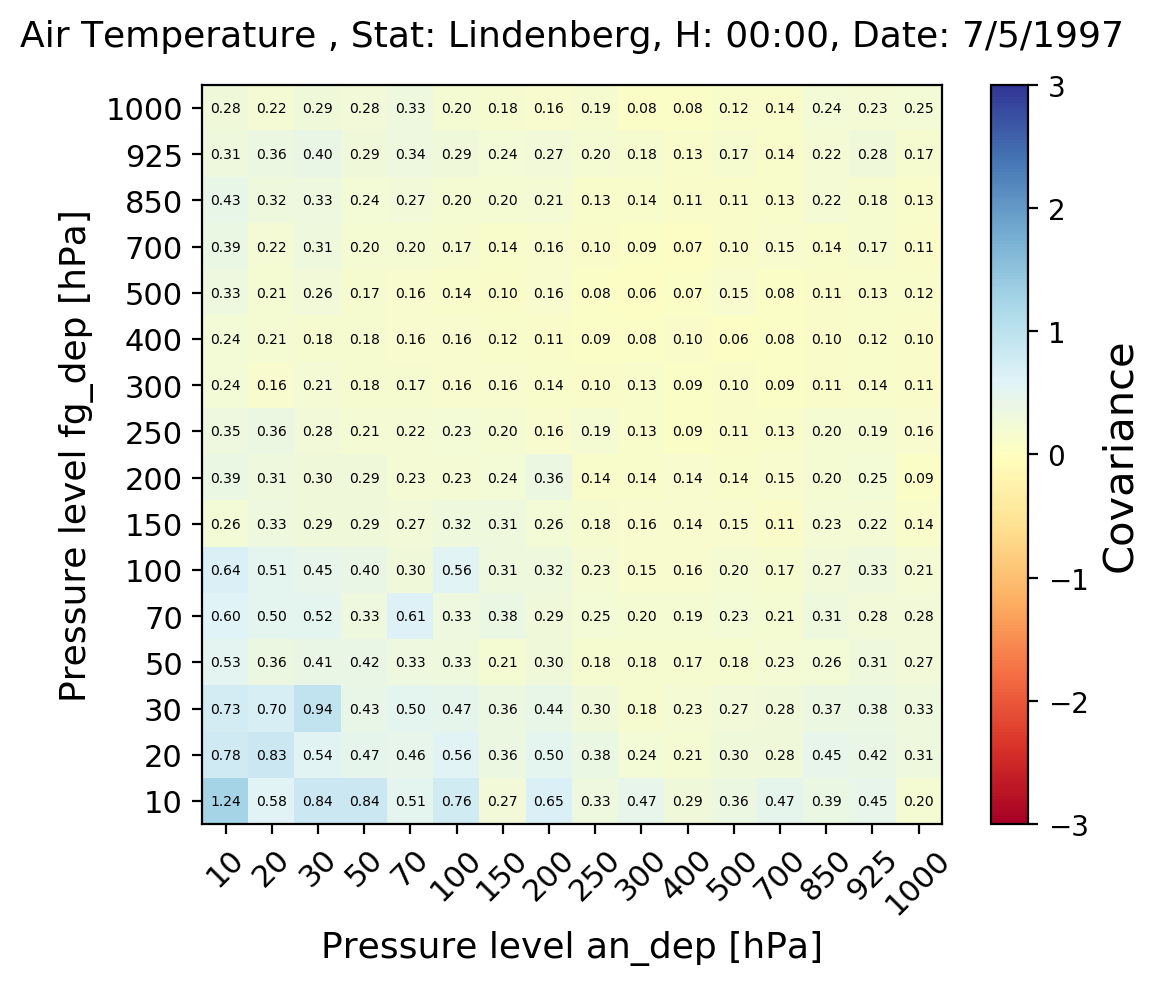 Air Temperature , Stat: Lindenberg, H: 00:00, Date: 7/5/1997
1000 0.28 0.22 0.29 0.28 0.33 0.20 0.18 0.16 0.19 0.08 0.08 0.12 0.14 0.24 0.23 0.25
925 0.31 0.36 0.40 0.29 0.34 0.29 0.24 0.27 0.20 0.18 0.13 0.17 0.14 0.22 0.28 0.17
850 0.43 0.32 0.33 0.24 0.27 0.20 0.20 0.21 0.13 0.14 0.11 0.11 0.13 0.22 0.18 0.13
700 0.39 0.22 0.31 0.20 0.20 0.17 0.14 0.16 0.10 0.09 0.07 0.10 0.15 0.14 0.17 0.11
500 0.33 0.21 0.26 0.17 0.16 0.14 0.10 0.16 0.08 0.06 0.07 0.15 0.08 0.11 0.13 0.12
400 0.24 0.21 0.18 0.18 0.16 0.16 0.12 0.11 0.09 0.08 0.10 0.06 0.08 0.10 0.12 0.10
300 0.24 0.16 0.21 0.18 0.17 0.16 0.16 0.14 0.10 0.13 0.09 0.10 0.09 0.11 0.14 0.11
250 0.35 0.36 0.28 0.21 0.22 0.23 0.20 0.16 0.19 0.13 0.09 0.11 0.13 0.20 0.19 0.16
200 0.39 0.31 0.30 0.29 0.23 0.23 0.24 0.36 0.14 0.14 0.14 0.14 0.15 0.20 0.25 0.09
150 0.26 0.33 0.29 0.29 0.27 0.32 0.31 0.26 0.18 0.16 0.14 0.15 0.11 0.23 0.22 0.14
100 0.64 0.51 0.45 0.40 0.30 0.56 0.31 0.32 0.23 0.15 0.16 0.20 0.17 0.27 0.33 0.21
70 0.60 0.50 0.52 0.33 0.61 0.33 0.38 0.29 0.25 0.20 0.19 0.23 0.21 0.31 0.28 0.28
50 0.53 0.36 0.41 0.42 0.33 0.33 0.21 0.30 0.18 0.18 0.17 0.18 0.23 0.26 0.31 0.27
30 0.73 0.70 0.94 0.43 0.50 0.47 0.36 0.44 0.30 0.18 0.23 0.27 0.28 0.37 0.38 0.33
20 0.78 0.83 0.54 0.47 0.46 0.56 0.36 0.50 0.38 0.24 0.21 0.30 0.28 0.45 0.42 0.31
10 1.24 0.58 0.84 0.84 0.51 0.76 0.27 0.65 0.33 0.47 0.29 0.36 0.47 0.39 0.45 0.20
10 20 30 50 70 100 150 200 250 300 400 500 700 850 925 1000
Pressure level an_dep [hPa]
Pressure level fg_dep [hPa]
3
2
1
0
−1
−2
−3
Covariance